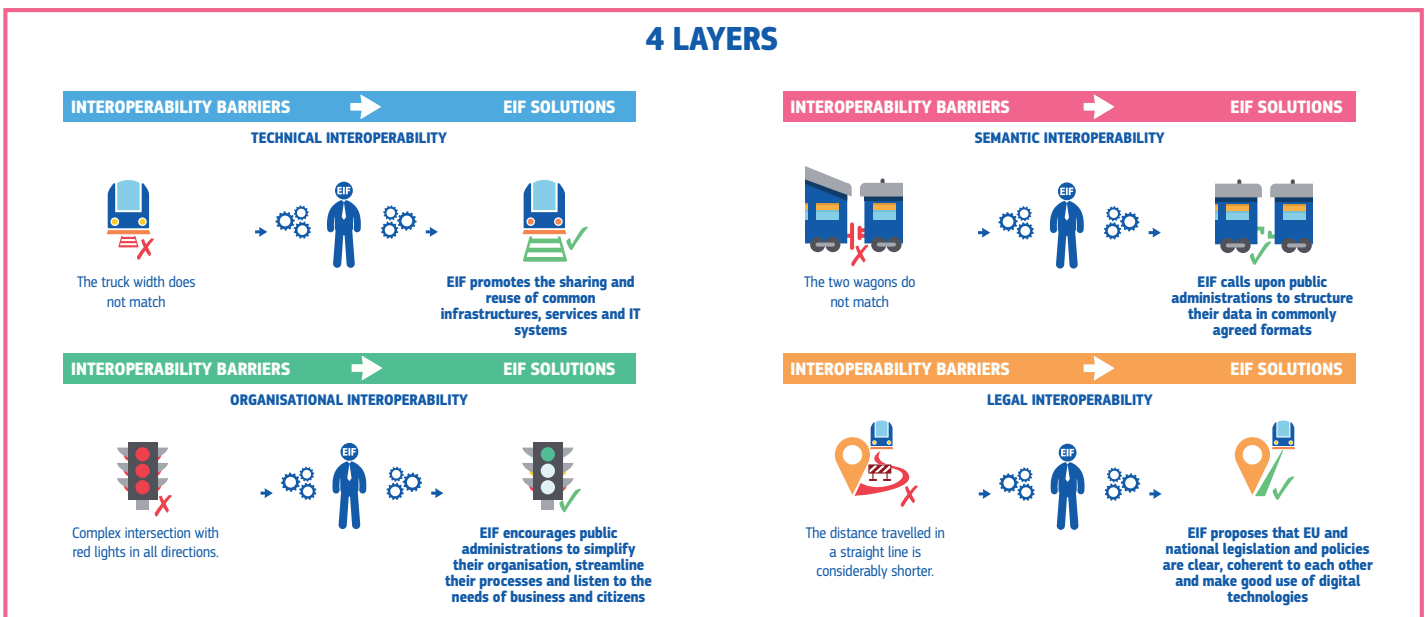 4 LAYERS
INTEROPERABILITY BARRIERS
EIF SOLUTIONS
TECHNICAL INTEROPERABILITY
EIF
The truck width does
not match
EIF promotes the sharing and
reuse of common
infrastructures, services and IT
systems
INTEROPERABILITY BARRIERS
EIF SOLUTIONS
SEMANTIC INTEROPERABILITY
EIF
The two wagons do
not match
EIF calls upon public
administrations to structure
their data in commonly
agreed formats
INTEROPERABILITY BARRIERS
EIF SOLUTIONS
ORGANISATIONAL INTEROPERABILITY
EIF
Complex intersection with
red lights in all directions.
EIF encourages public
administrations to simplify
their organisation, streamline
their processes and listen to the
needs of business and citizens
INTEROPERABILITY BARRIERS
EIF SOLUTIONS
LEGAL INTEROPERABILITY
EIF
The distance travelled in
a straight line is
considerably shorter.
EIF proposes that EU and
national legislation and policies
are clear, coherent to each other
and make good use of digital
technologies